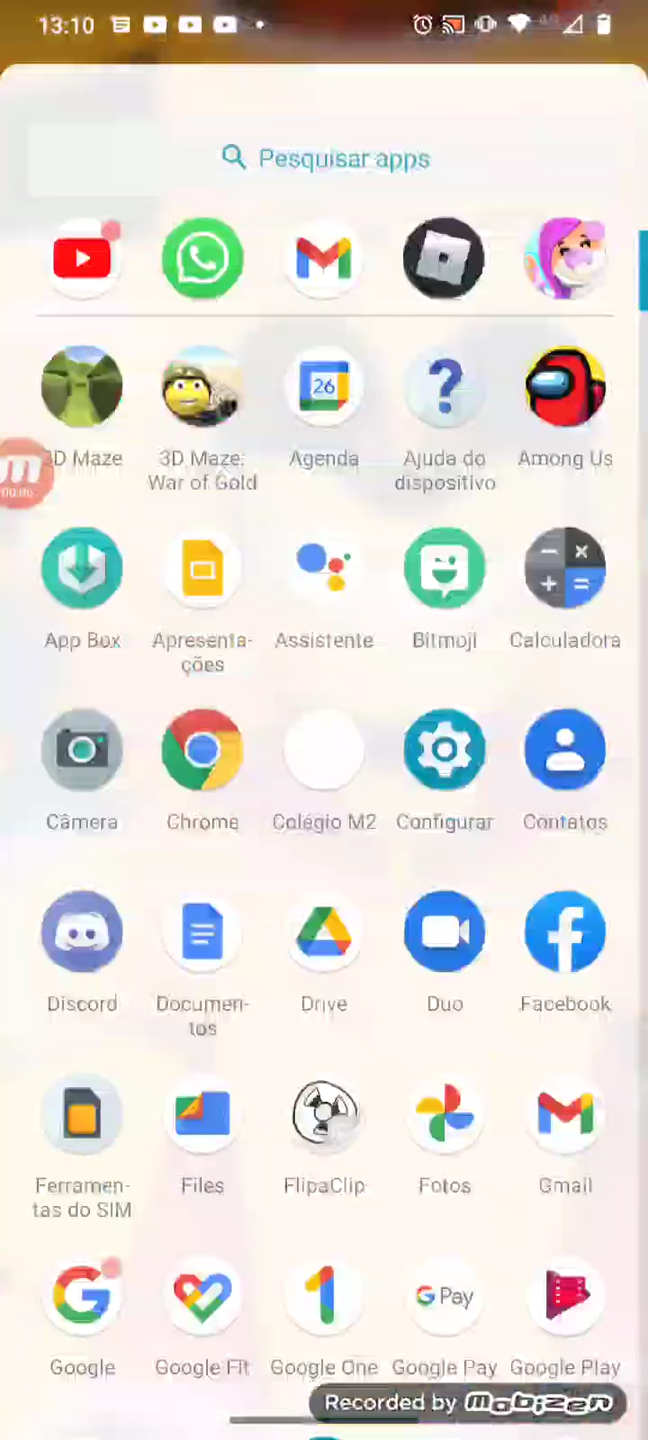 13:10
Pesquisar apps
3D Maze
3D Maze:
War of Gold
26
Agenda
Ajuda do
dispositivo
Among Us
App Box
Apresenta-
ções
Assistente
Bitmoji
Calculadora
Câmera
Chrome
Colégio M2
Configurar
Contatos
Discord
Documen-
tos
Drive
Duo
Facebook
Ferramen-
tas do SIM
Files
FlipaClip
Fotos
Gmail
G Pay
Google
Google Fit
Google One
Google Pay
Google Play
Recorded by mobizen